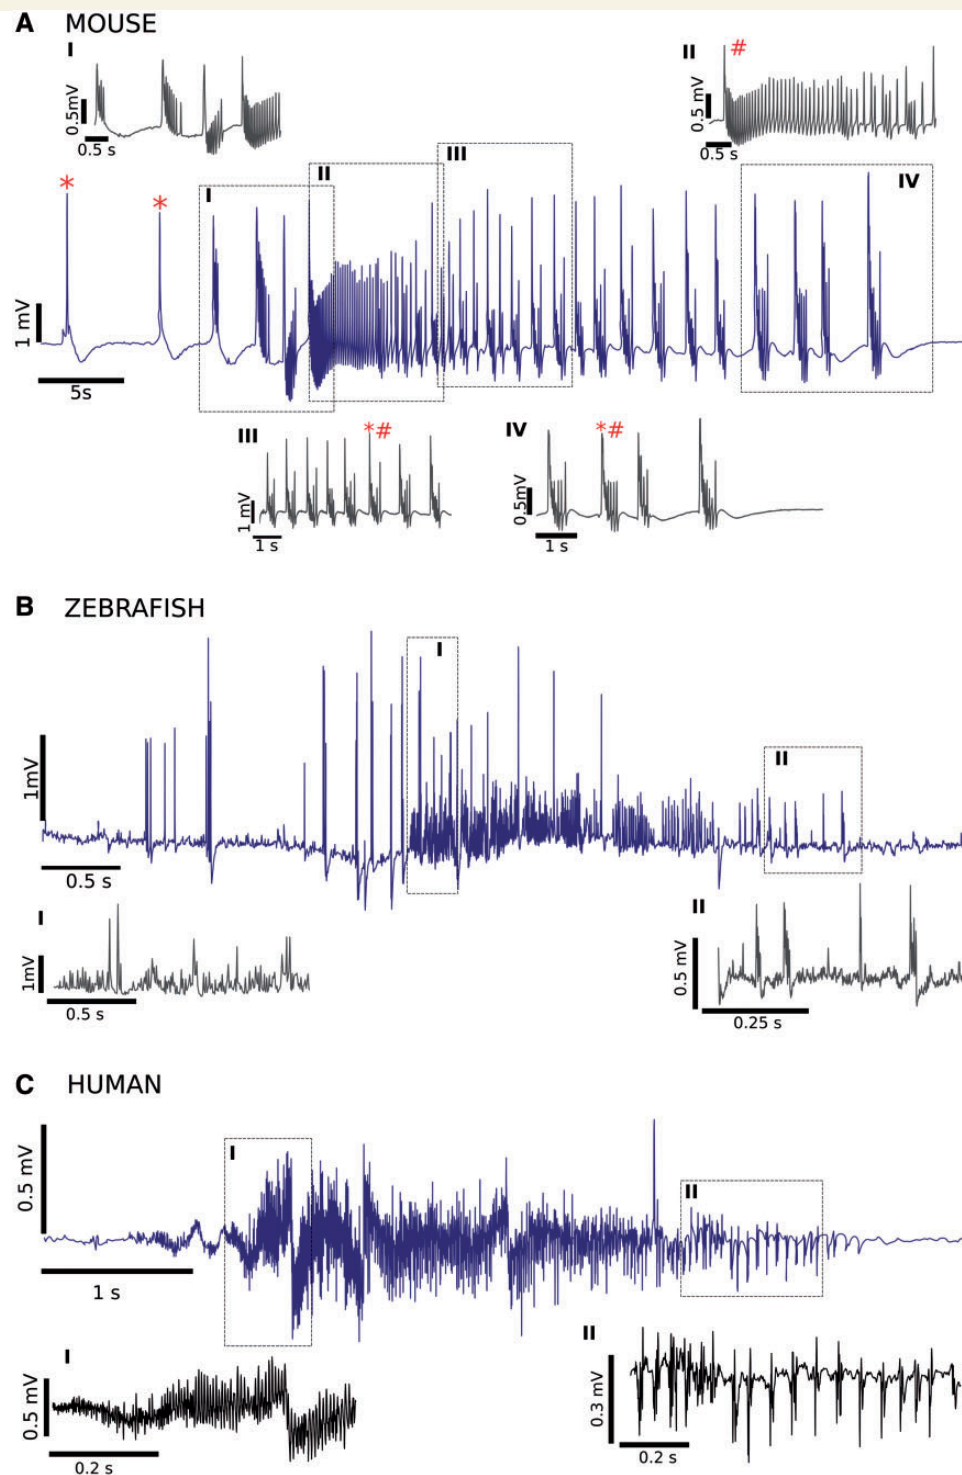 A MOUSE
I
II #
0.5mV
0.5 s
0.5 mV
0.5 s
* * I II III IV
1 mV
5s
III *# IV *#
1 mV
1 s
0.5mV
1 s
B ZEBRAFISH
I
II
1mV
0.5 s
I
II
1mV
0.5 s
0.5 mV
0.25 s
C HUMAN
I
II
0.5 mV
1 s
I
II
0.5 mV
0.2 s
0.3 mV
0.2 s